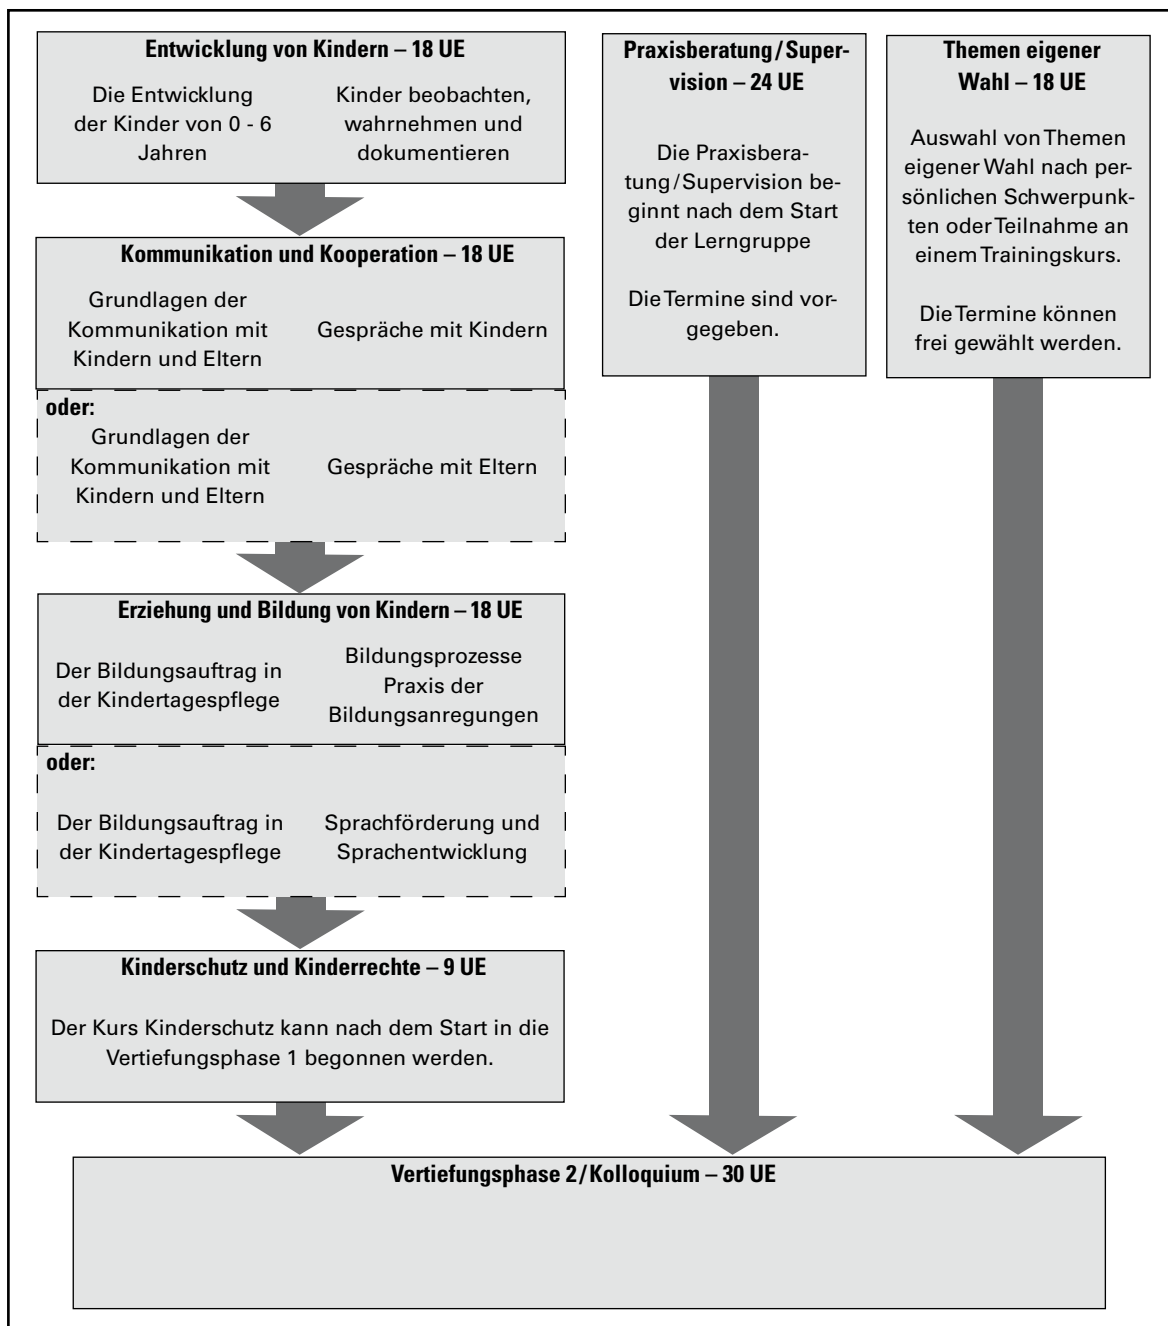 Entwicklung von Kindern – 18 UE
Die Entwicklung
der Kinder von 0 - 6
Jahren
Kinder beobachten,
wahrnehmen und
dokumentieren
Kommunikation und Kooperation – 18 UE
Grundlagen der
Kommunikation mit
Kindern und Eltern
Gespräche mit Kindern
oder:
Grundlagen der
Kommunikation mit
Kindern und Eltern
Gespräche mit Eltern
Erziehung und Bildung von Kindern – 18 UE
Der Bildungsauftrag in
der Kindertagespflege
Bildungsprozesse
Praxis der
Bildungsanregungen
oder:
Der Bildungsauftrag in
der Kindertagespflege
Sprachförderung und
Sprachentwicklung
Kinderschutz und Kinderrechte – 9 UE
Der Kurs Kinderschutz kann nach dem Start in die
Vertiefungsphase 1 begonnen werden.
Praxisberatung/Super-
vision – 24 UE
Die Praxisbera-
tung/Supervision be-
ginnt nach dem Start
der Lerngruppe
Die Termine sind vor-
gegeben.
Themen eigener
Wahl – 18 UE
Auswahl von Themen
eigener Wahl nach per-
sönlichen Schwerpunk-
ten oder Teilnahme an
einem Trainingskurs.
Die Termine können
frei gewählt werden.
Vertiefungsphase 2/Kolloquium – 30 UE